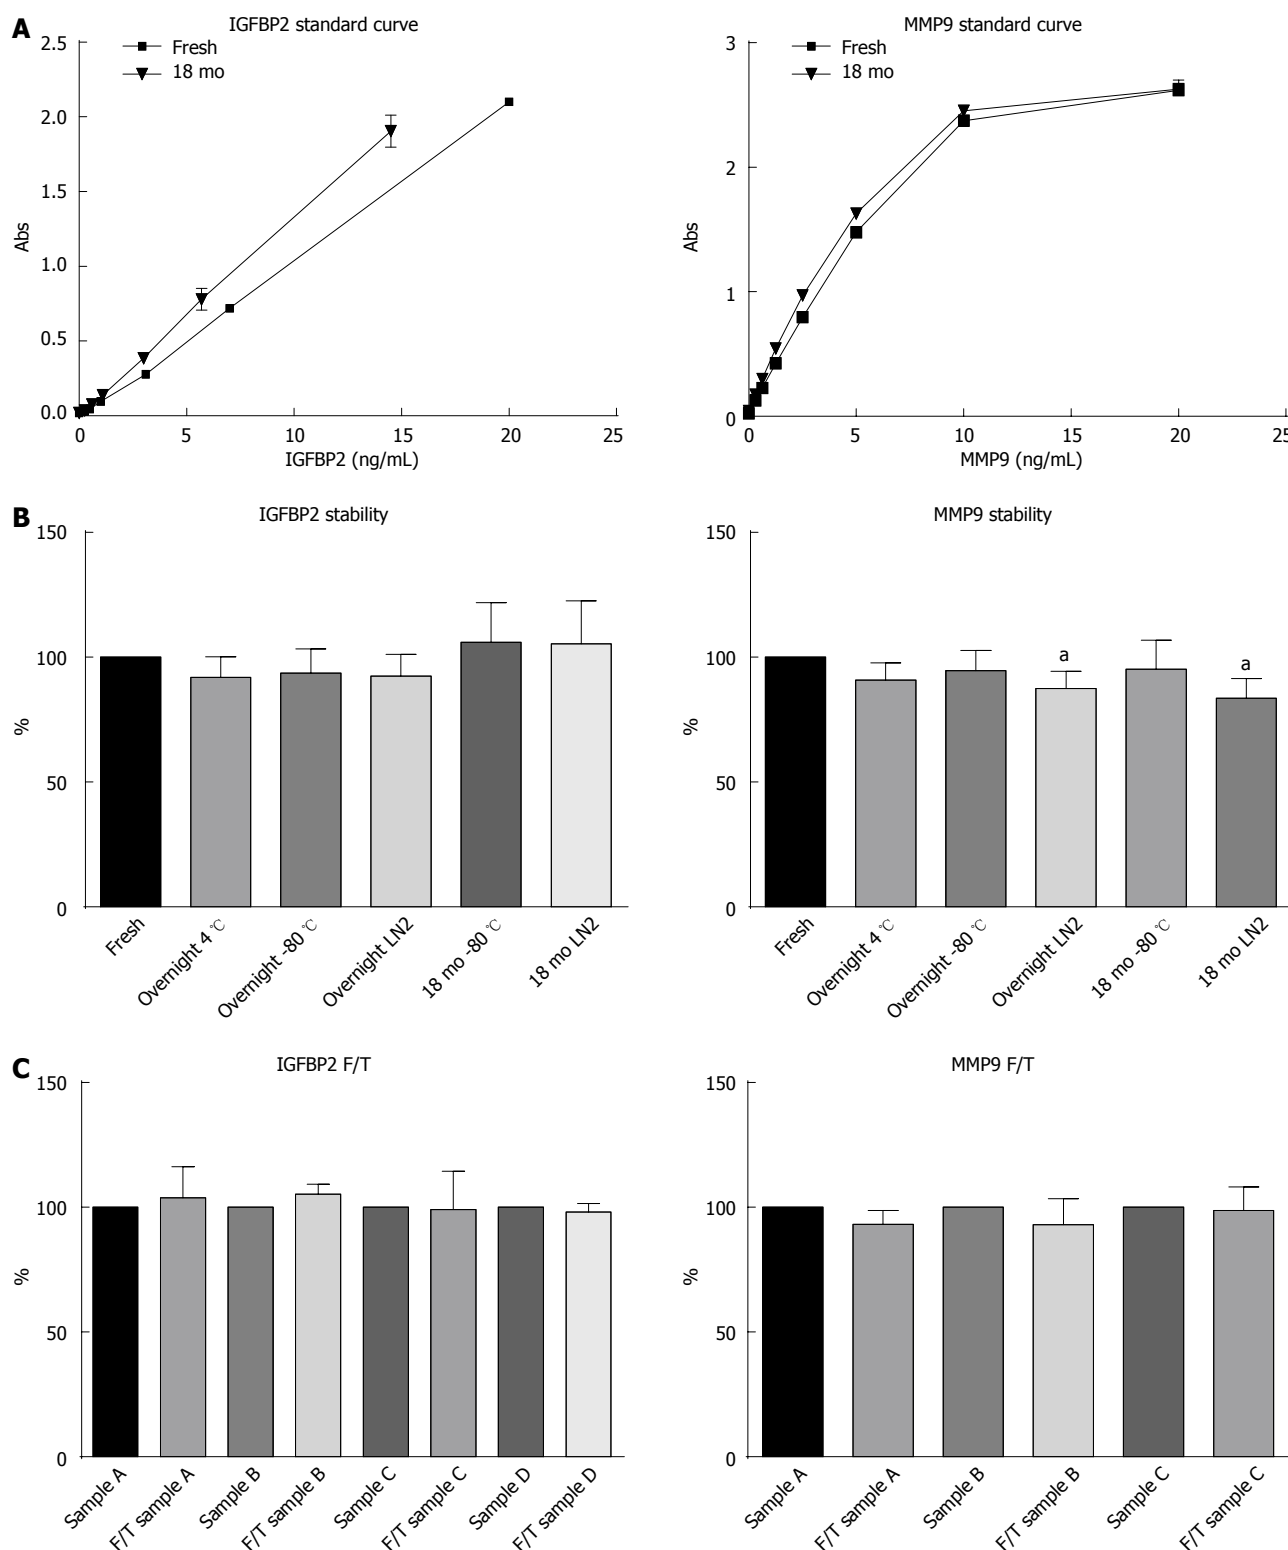 A
IGFBP2 standard curve
2.5
2.0
1.5
1.0
0.5
0.0
Abs
Fresh
18 mo
0 5 10 15 20 25
IGFBP2 (ng/mL)
MMP9 standard curve
3
2
1
0
Abs
Fresh
18 mo
0 5 10 15 20 25
MMP9 (ng/mL)
B
IGFBP2 stability
150
100
50
0
%
Fresh
Overnight 4 ℃
Overnight -80 ℃
Overnight LN2
18 mo -80 ℃
18 mo LN2
MMP9 stability
150
100
50
0
%
a
a
Fresh
Overnight 4 ℃
Overnight -80 ℃
Overnight LN2
18 mo -80 ℃
18 mo LN2
C
IGFBP2 F/T
150
100
50
0
%
Sample A
F/T sample A
Sample B
F/T sample B
Sample C
F/T sample C
Sample D
F/T sample D
MMP9 F/T
150
100
50
0
%
Sample A
F/T sample A
Sample B
F/T sample B
Sample C
F/T sample C